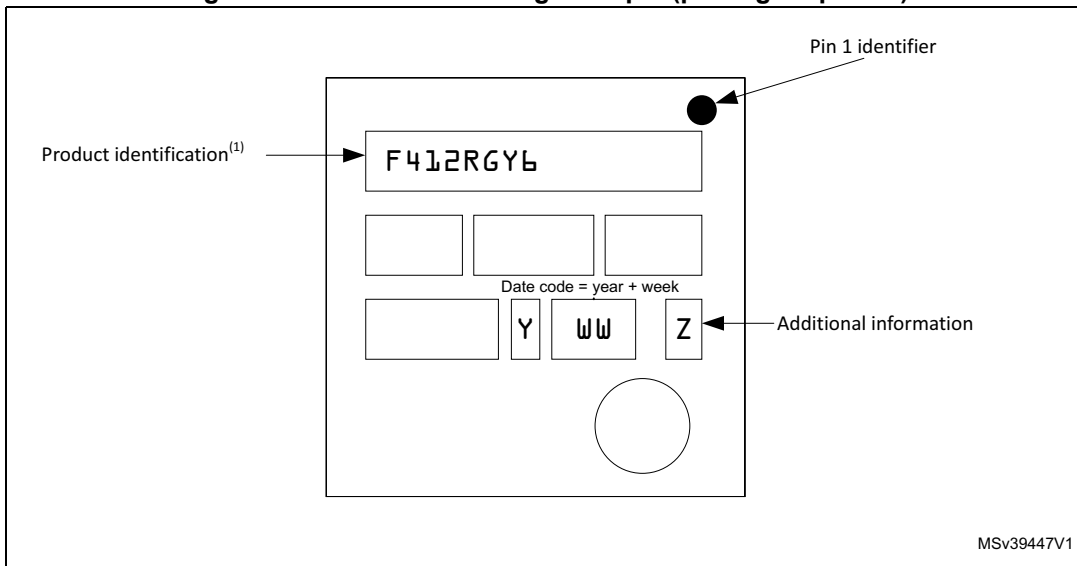 Pin 1 identifier
Product identification(1)
F412RGY6
Date code = year + week
Y WW Z
Additional information
MSv39447V1